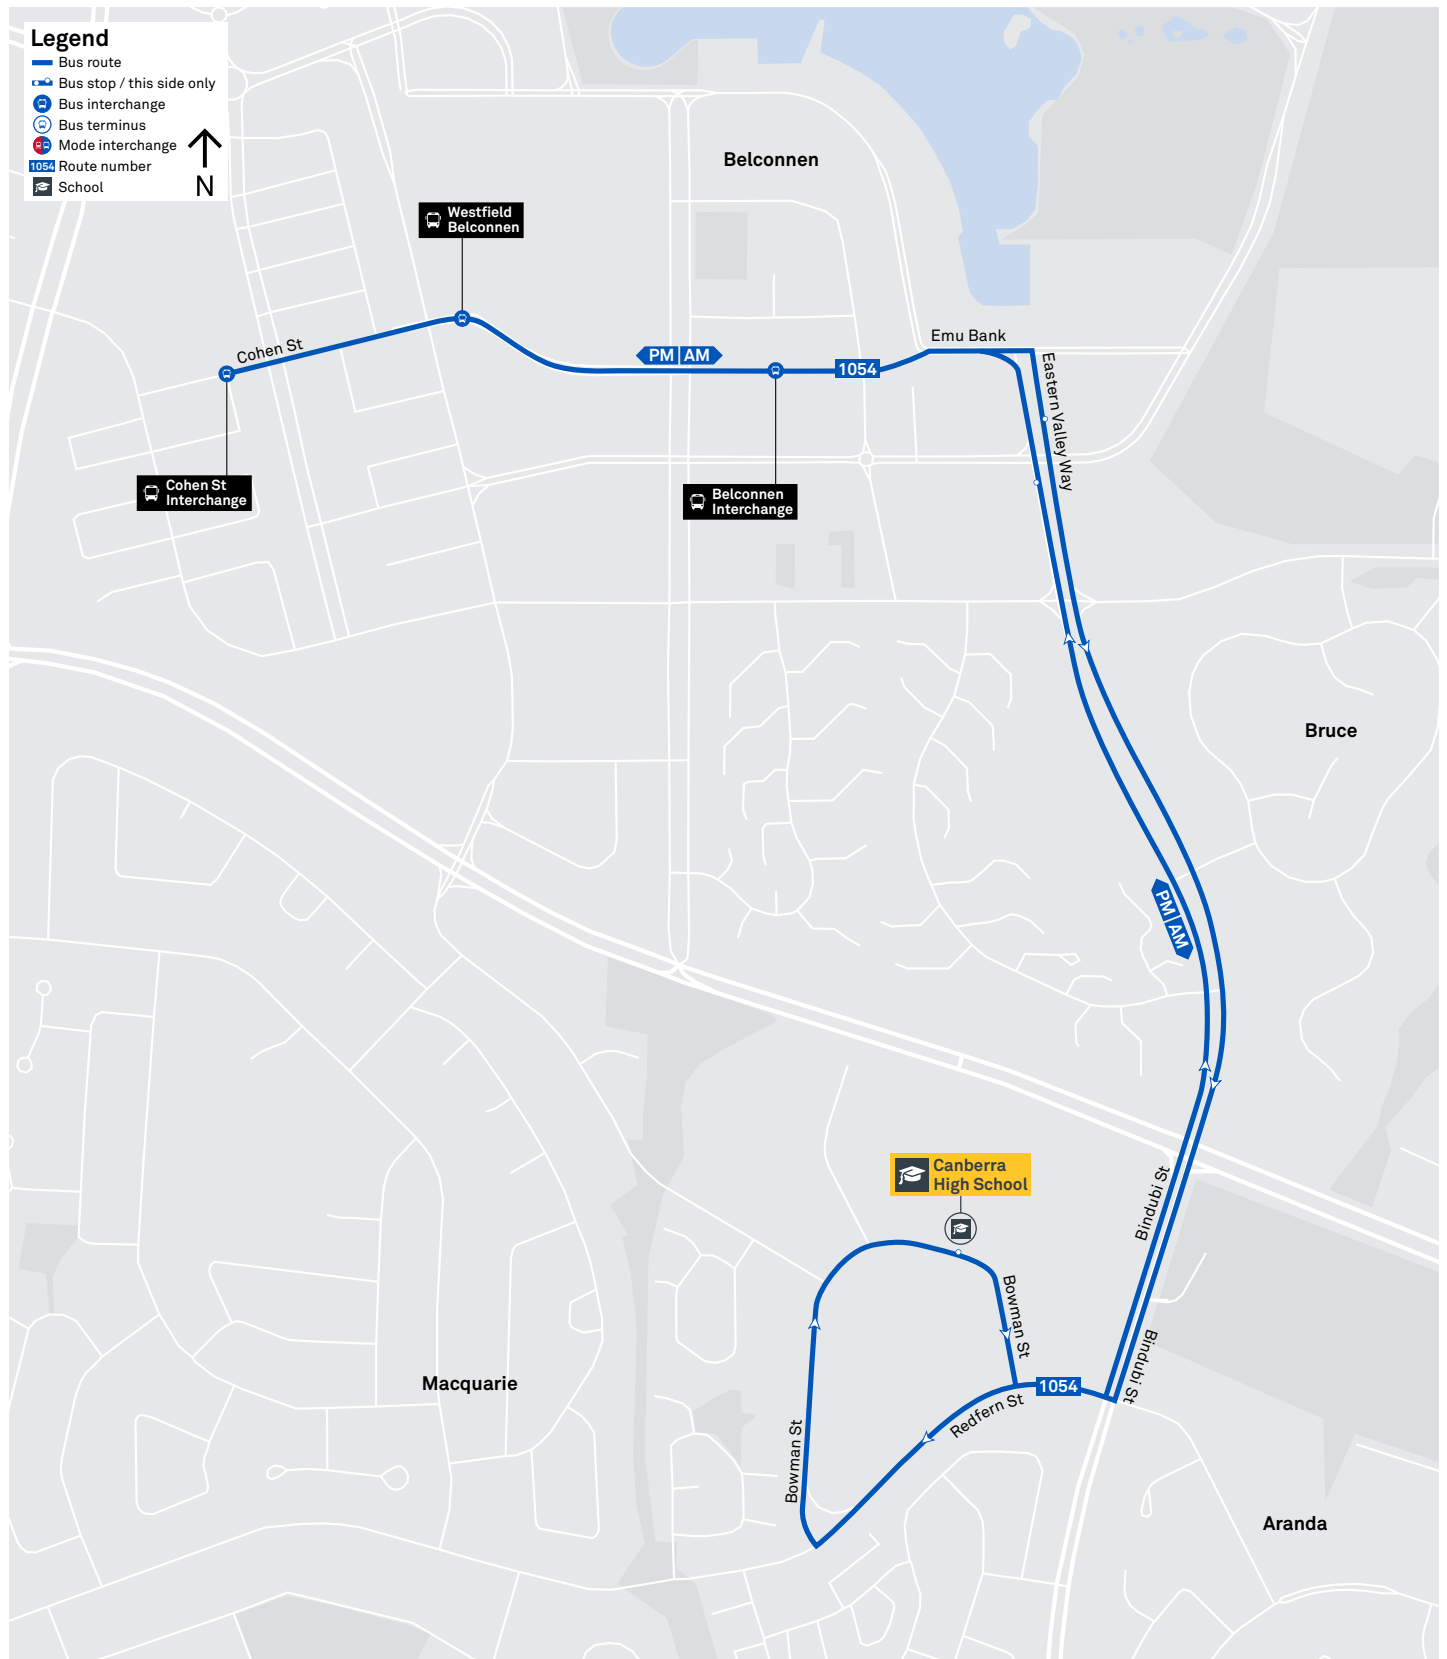 Legend
Bus route
Bus stop / this side only
Bus interchange
Bus terminus
Mode interchange
1054 Route number
School
N
Belconnen
Westfield
Belconnen
Emu Bank
Cohen St
PM AM
1054
Eastern Valley Way
Cohen St
Interchange
Belconnen
Interchange
Bruce
PM AM
Canberra
High School
Bindubi St
Bowman St
Bindubi St
Macquarie
1054
Redfern St
Bowman St
Aranda